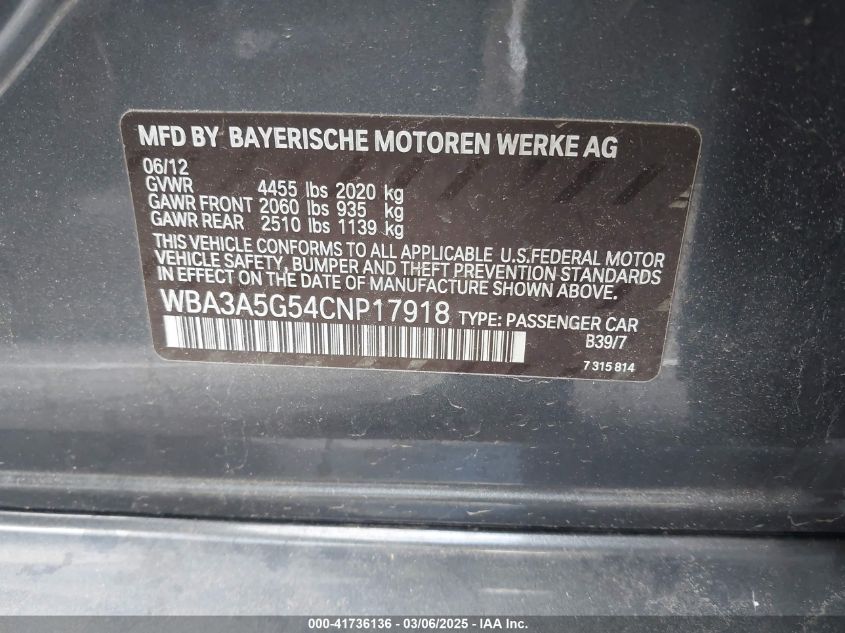 MFD BY BAYERISCHE MOTOREN WERKE AG
06/12
GVWR 4455 lbs 2020 kg
GAWR FRONT 2060 lbs 935 kg
GAWR REAR 2510 lbs 1139 kg
THIS VEHICLE CONFORMS TO ALL APPLICABLE U.S.FEDERAL MOTOR
VEHICLE SAFETY, BUMPER AND THEFT PREVENTION STANDARDS
IN EFFECT ON THE DATE OF MANUFACTURE SHOWN ABOVE.
WBA3A5G54CNP17918 TYPE: PASSENGER CAR
B39/7
7 315 814
000-41736136 - 03/06/2025 - IAA Inc.